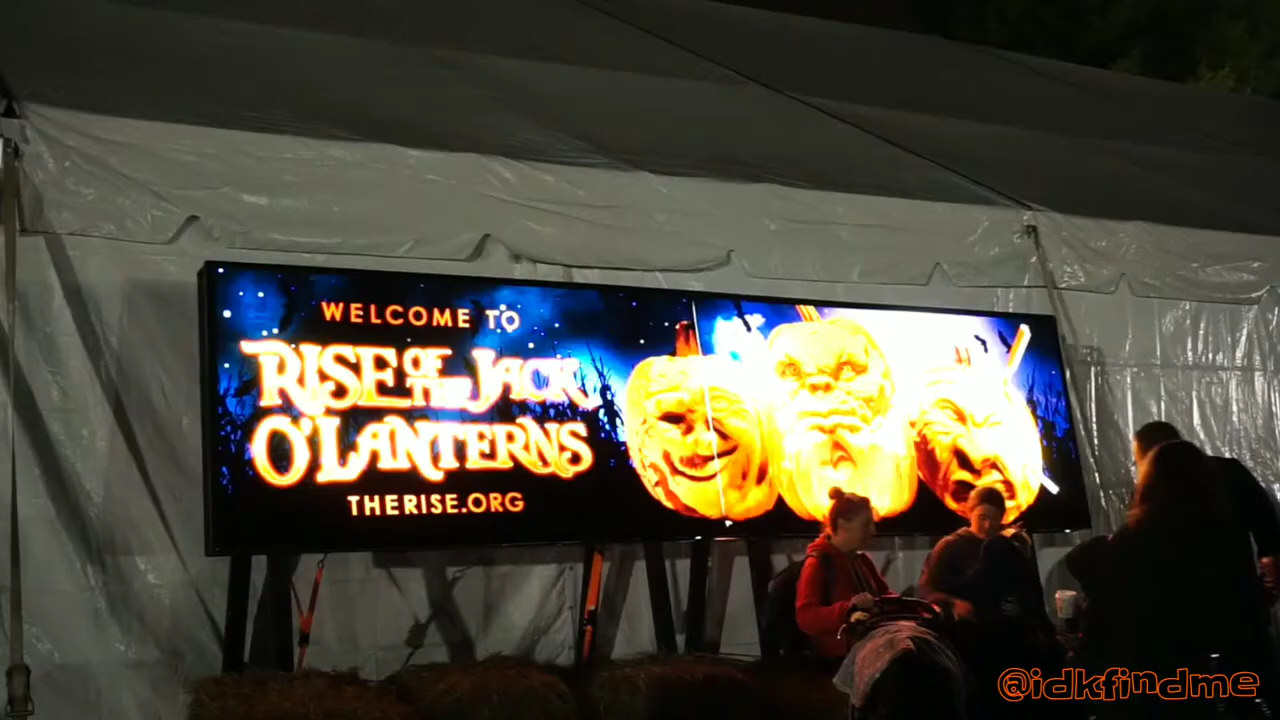 WELCOME TO
RISE OF THE JACK
O'LANTERNS
THERISE.ORG
@idkfindme